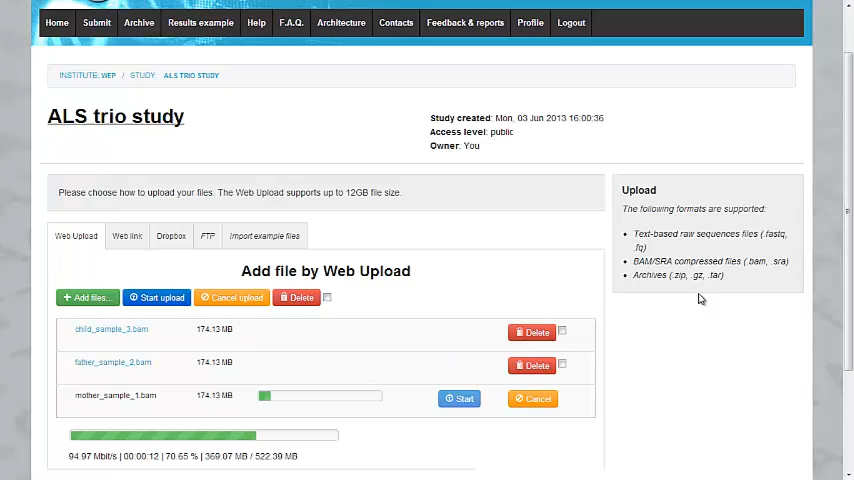 Home Submit Archive Results example Help F.A.Q. Architecture Contacts Feedback & reports Profile Logout
INSTITUTE: WEP / STUDY ALS TRIO STUDY
ALS trio study
Study created: Mon, 03 Jun 2013 16:00:36
Access level: public
Owner: You
Please choose how to upload your files. The Web Upload supports up to 12GB file size.
Upload
The following formats are supported:
Text-based raw sequences files (.fastq,
.fq)
BAM/SRA compressed files (.bam, .sra)
Archives (.zip, .gz, .tar)
Web Upload Web link Dropbox FTP Import example files
Add file by Web Upload
Add files... Start upload Cancel upload Delete
child_sample_3.bam 174.13 MB Delete
father_sample_2.bam 174.13 MB Delete
mother_sample_1.bam 174.13 MB Start Cancel
94.97 Mbit/s | 00:00:12 | 70.65 % | 369.07 MB / 522.39 MB